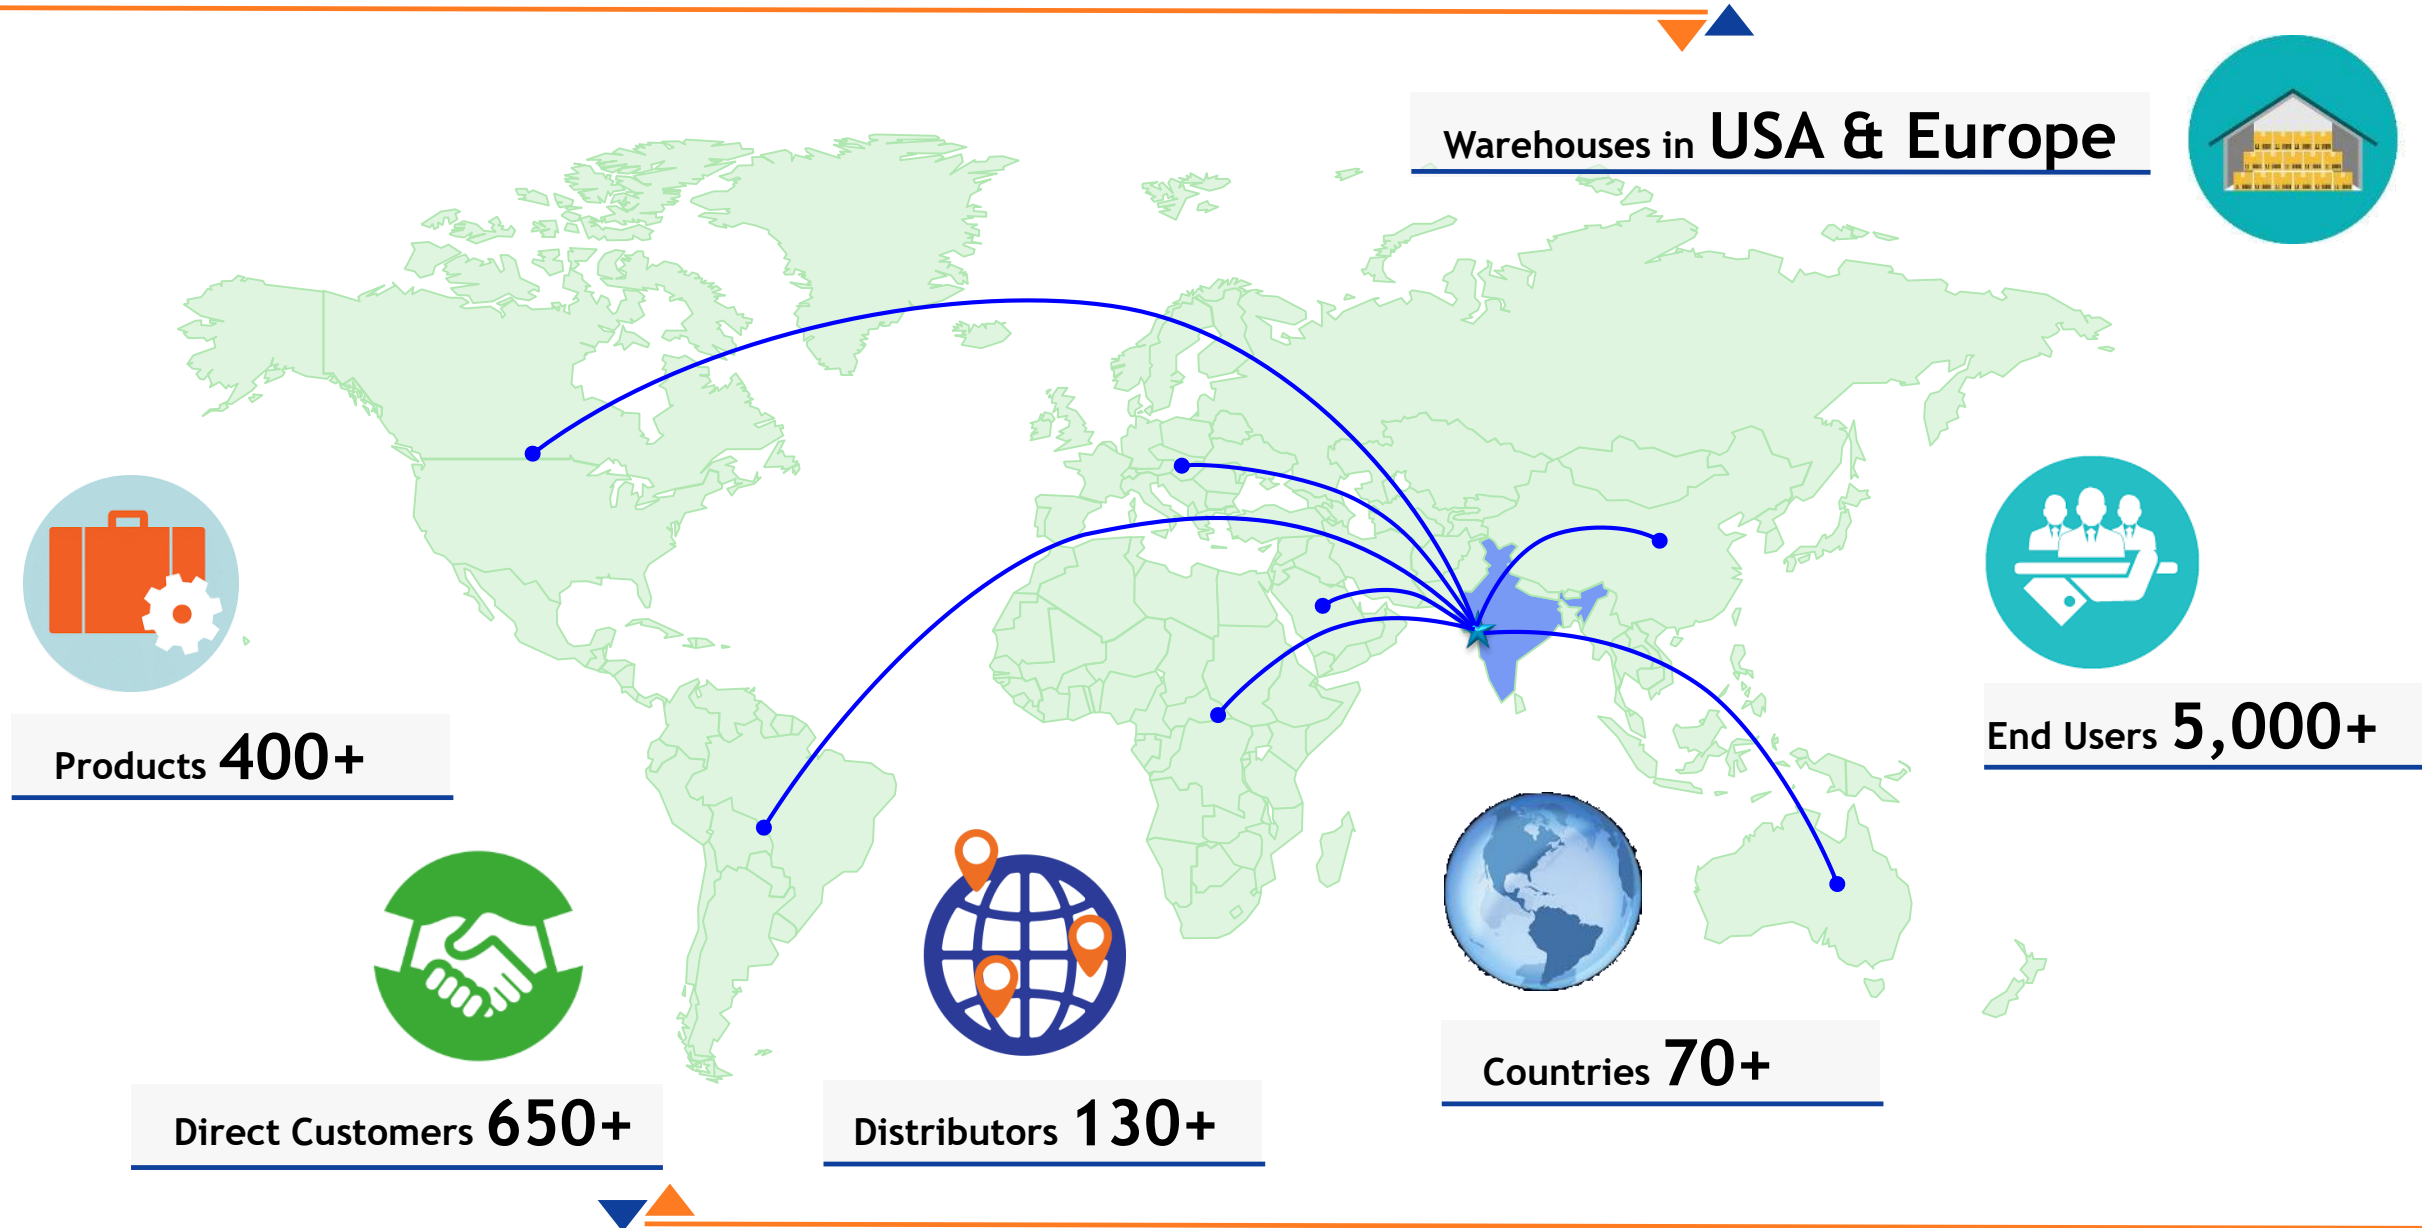 Warehouses in USA & Europe
Products 400+
End Users 5,000+
Direct Customers 650+
Distributors 130+
Countries 70+